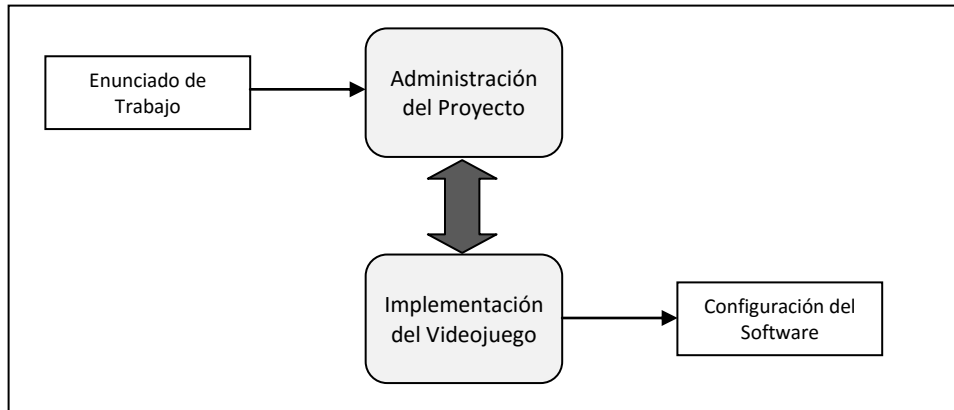 Enunciado de
Trabajo
Administración
del Proyecto
Implementación
del Videojuego
Configuración del
Software